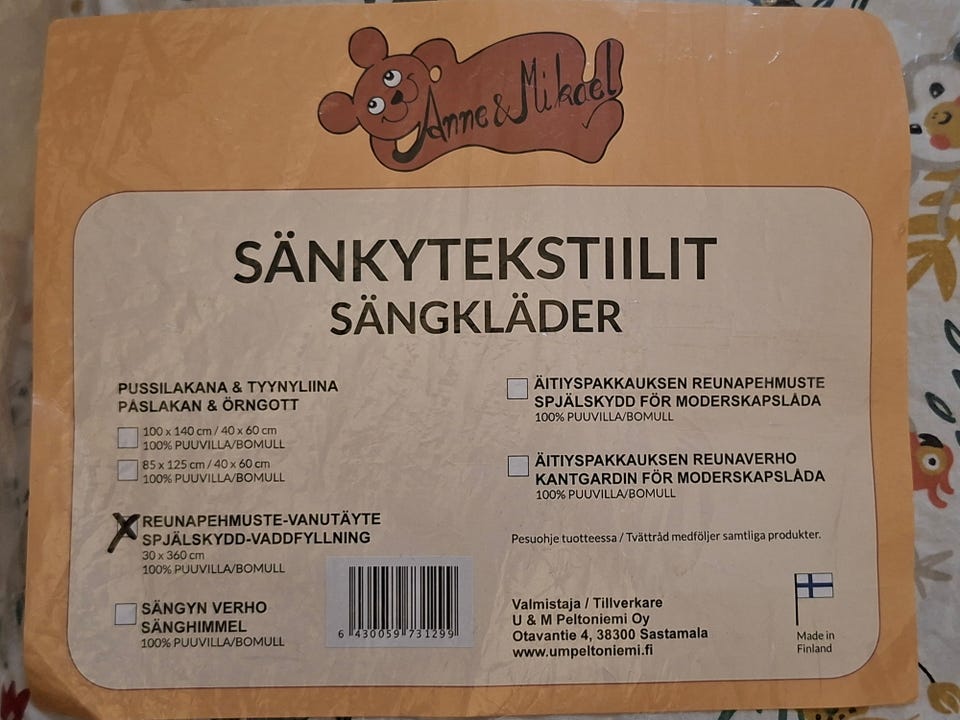 Anne & Mikael
SÄNKYTEKSTIILIT
SÄNGKLÄDER
PUSSILAKANA & TYYNYLIINA
PÅSLAKAN & ÖRNGOTT
100 x 140 cm / 40 x 60 cm
100% PUUVILLA/BOMULL
85 x 125 cm / 40 x 60 cm
100% PUUVILLA/BOMULL
REUNAPEHMUSTE-VANUTÄYTE
SPJÄLSKYDD-VADDFYLLNING
30 x 360 cm
100% PUUVILLA/BOMULL
SÄNGYN VERHO
SÄNGHIMMEL
100% PUUVILLA/BOMULL
6 430059 731299
ÄITIYSPAKKAUKSEN REUNAPEHMUSTE
SPJÄLSKYDD FÖR MODERSKAPSLÅDA
100% PUUVILLA/BOMULL
ÄITIYSPAKKAUKSEN REUNAVERHO
KANTGARDIN FÖR MODERSKAPSLÅDA
100% PUUVILLA/BOMULL
Pesuohje tuotteessa / Tvättråd medföljer samtliga produkter.
Valmistaja / Tillverkare
U & M Peltoniemi Oy
Otavantie 4, 38300 Sastamala
www.umpeltoniemi.fi
Made in
Finland